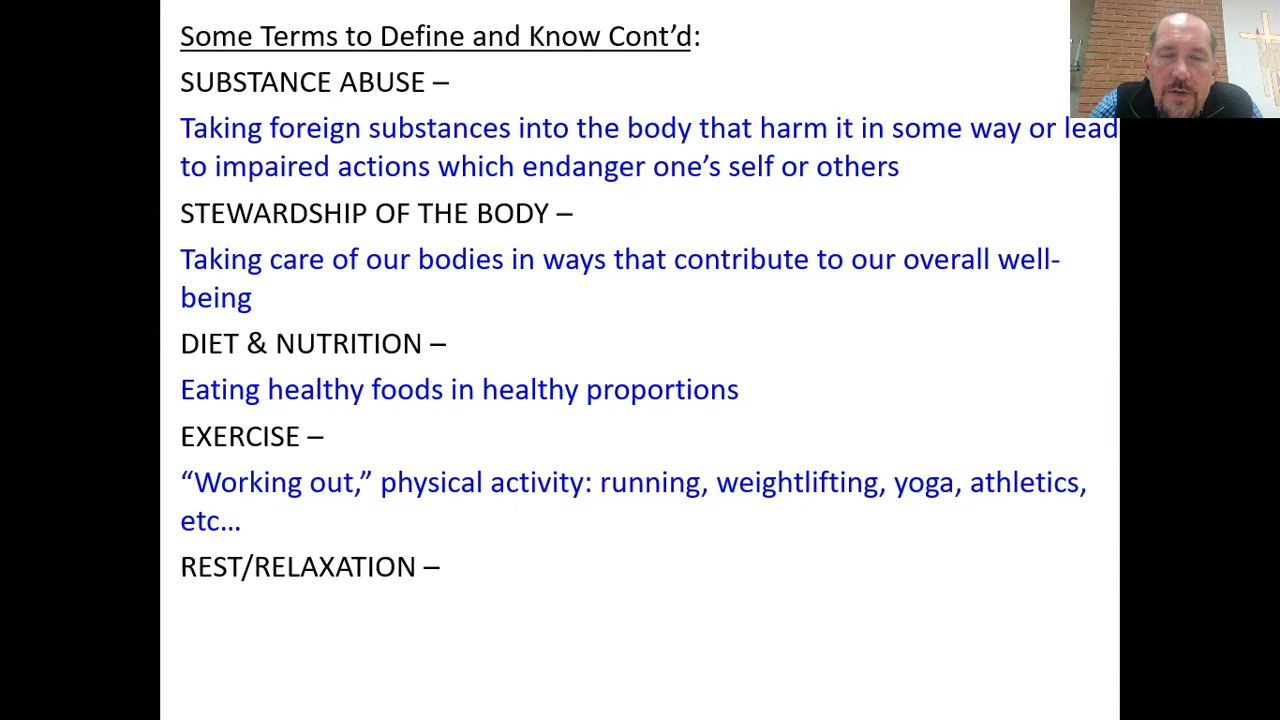 Some Terms to Define and Know Cont’d:
SUBSTANCE ABUSE –
Taking foreign substances into the body that harm it in some way or lead
to impaired actions which endanger one’s self or others
STEWARDSHIP OF THE BODY –
Taking care of our bodies in ways that contribute to our overall well-
being
DIET & NUTRITION –
Eating healthy foods in healthy proportions
EXERCISE –
“Working out,” physical activity: running, weightlifting, yoga, athletics,
etc…
REST/RELAXATION –